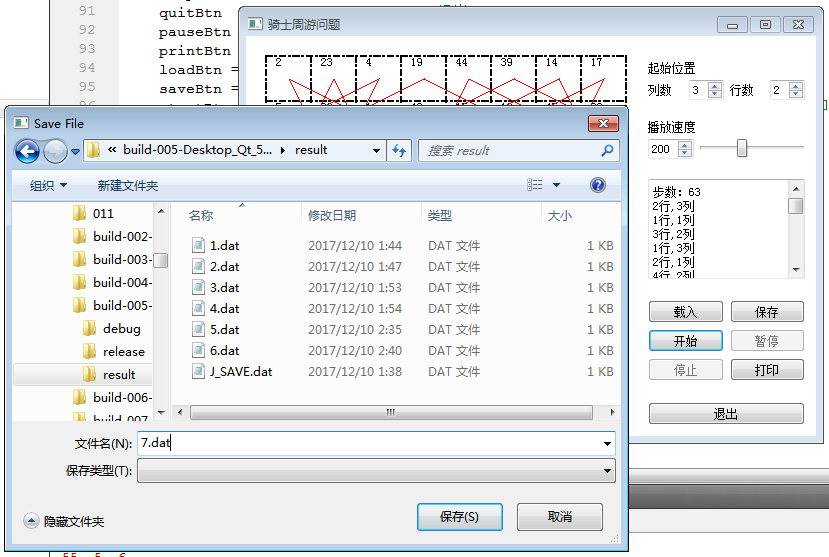 91
92
93
94
95
quitBtn
pauseBtn
printBtn
loadBtn =
saveBtn =
骑士周游问题
2 23 4 19 44 39 14 17
起始位置
列数 3 行数 2
播放速度
200
步数: 63
2行,3列
1行,1列
3行,2列
1行,3列
2行,1列
4行,2列
载入 保存
开始 暂停
停止 打印
退出
Save File
« build-005-Desktop_Qt_5... result
搜索 result
组织 新建文件夹
011
build-002-
build-003-
build-004-
build-005-
debug
release
result
build-006-
build-007-
名称 修改日期 类型 大小
1.dat 2017/12/10 1:44 DAT 文件 1 KB
2.dat 2017/12/10 1:47 DAT 文件 1 KB
3.dat 2017/12/10 1:53 DAT 文件 1 KB
4.dat 2017/12/10 1:54 DAT 文件 1 KB
5.dat 2017/12/10 2:35 DAT 文件 1 KB
6.dat 2017/12/10 2:40 DAT 文件 1 KB
J_SAVE.dat 2017/12/10 1:38 DAT 文件 1 KB
文件名(N): 7.dat
保存类型(T):
隐藏文件夹
保存(S) 取消